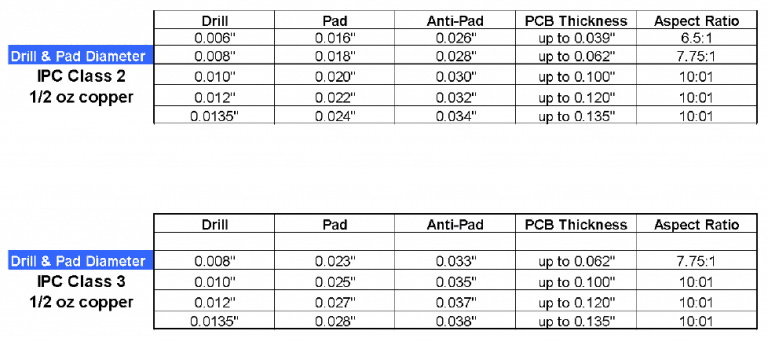 Drill Pad Anti-Pad PCB Thickness Aspect Ratio
0.006" 0.016" 0.026" up to 0.039" 6.5:1
Drill & Pad Diameter 0.008" 0.018" 0.028" up to 0.062" 7.75:1
IPC Class 2 0.010" 0.020" 0.030" up to 0.100" 10:01
1/2 oz copper 0.012" 0.022" 0.032" up to 0.120" 10:01
0.0135" 0.024" 0.034" up to 0.135" 10:01
Drill Pad Anti-Pad PCB Thickness Aspect Ratio
Drill & Pad Diameter 0.008" 0.023" 0.033" up to 0.062" 7.75:1
IPC Class 3 0.010" 0.025" 0.035" up to 0.100" 10:01
1/2 oz copper 0.012" 0.027" 0.037" up to 0.120" 10:01
0.0135" 0.028" 0.038" up to 0.135" 10:01